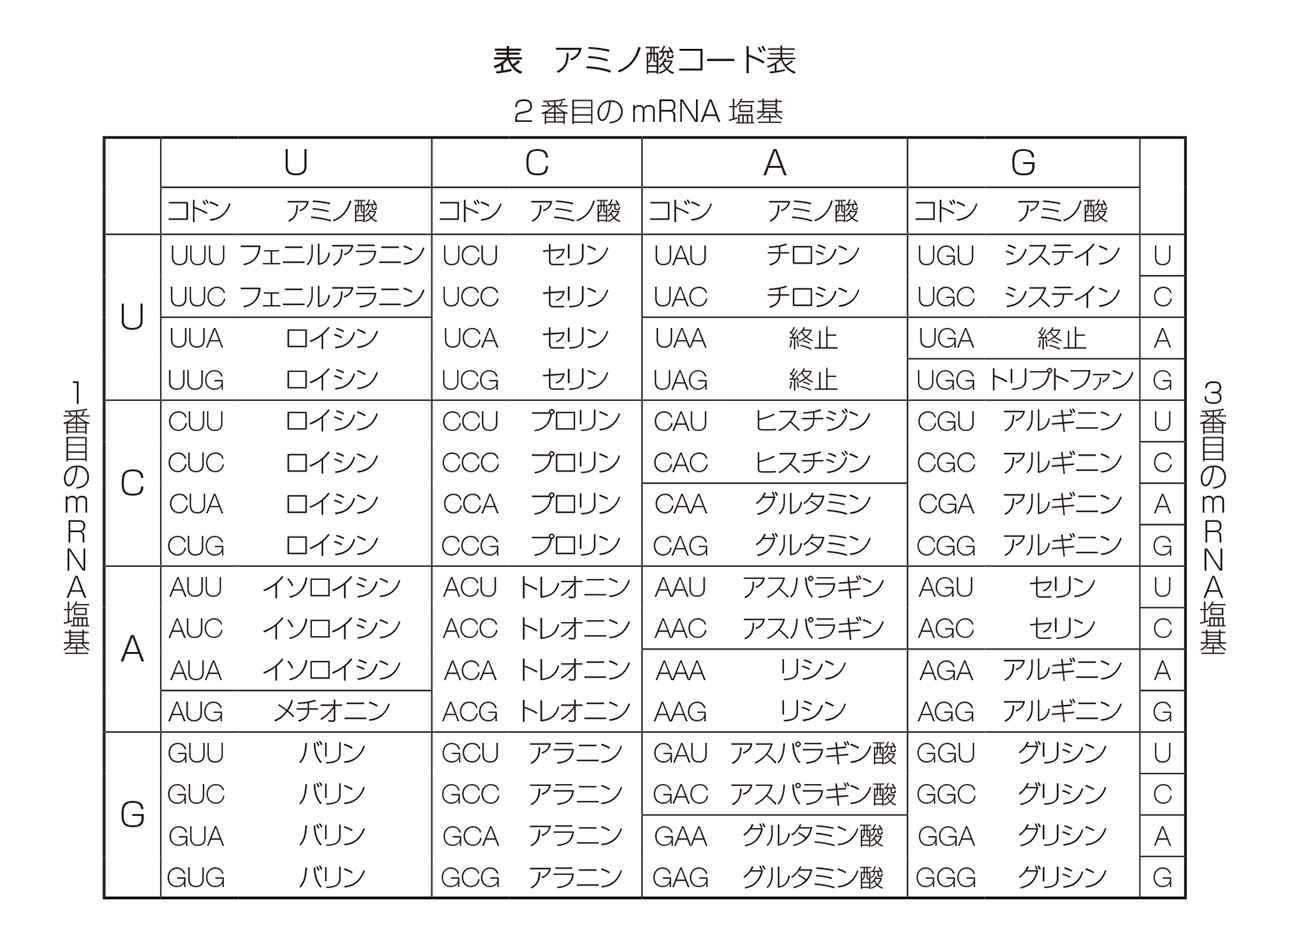 表　アミノ酸コード表
2番目の mRNA 塩基
U C A G
コドン アミノ酸 コドン アミノ酸 コドン アミノ酸 コドン アミノ酸
1番目のmRNA塩基
U
UUU フェニルアラニン UCU セリン UAU チロシン UGU システイン U
UUC フェニルアラニン UCC セリン UAC チロシン UGC システイン C
UUA ロイシン UCA セリン UAA 終止 UGA 終止 A
UUG ロイシン UCG セリン UAG 終止 UGG トリプトファン G
C
CUU ロイシン CCU プロリン CAU ヒスチジン CGU アルギニン U
CUC ロイシン CCC プロリン CAC ヒスチジン CGC アルギニン C
CUA ロイシン CCA プロリン CAA グルタミン CGA アルギニン A
CUG ロイシン CCG プロリン CAG グルタミン CGG アルギニン G
A
AUU イソロイシン ACU トレオニン AAU アスパラギン AGU セリン U
AUC イソロイシン ACC トレオニン AAC アスパラギン AGC セリン C
AUA イソロイシン ACA トレオニン AAA リシン AGA アルギニン A
AUG メチオニン ACG トレオニン AAG リシン AGG アルギニン G
G
GUU バリン GCU アラニン GAU アスパラギン酸 GGU グリシン U
GUC バリン GCC アラニン GAC アスパラギン酸 GGC グリシン C
GUA バリン GCA アラニン GAA グルタミン酸 GGA グリシン A
GUG バリン GCG アラニン GAG グルタミン酸 GGG グリシン G
3番目のmRNA塩基